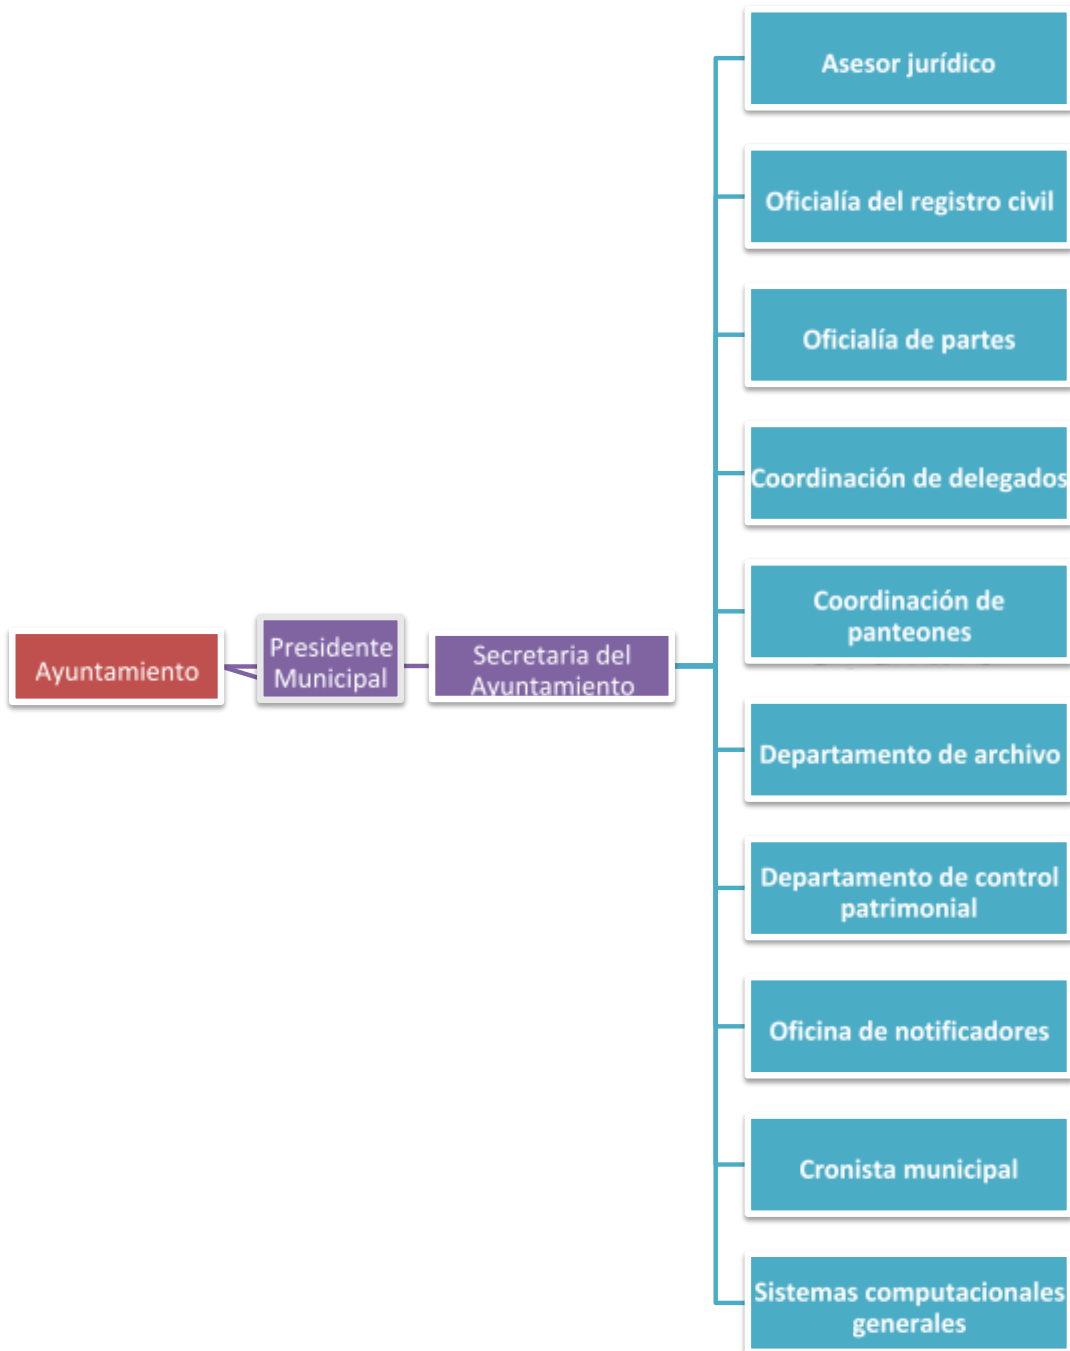 Ayuntamiento
Presidente
Municipal
Secretaria del
Ayuntamiento
Asesor jurídico
Oficialía del registro civil
Oficialía de partes
Coordinación de delegados
Coordinación de
panteones
Departamento de archivo
Departamento de control
patrimonial
Oficina de notificadores
Cronista municipal
Sistemas computacionales
generales